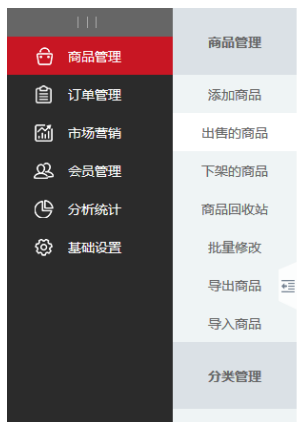 商品管理
订单管理
市场营销
会员管理
分析统计
基础设置
商品管理
添加商品
出售的商品
下架的商品
商品回收站
批量修改
导出商品
导入商品
分类管理